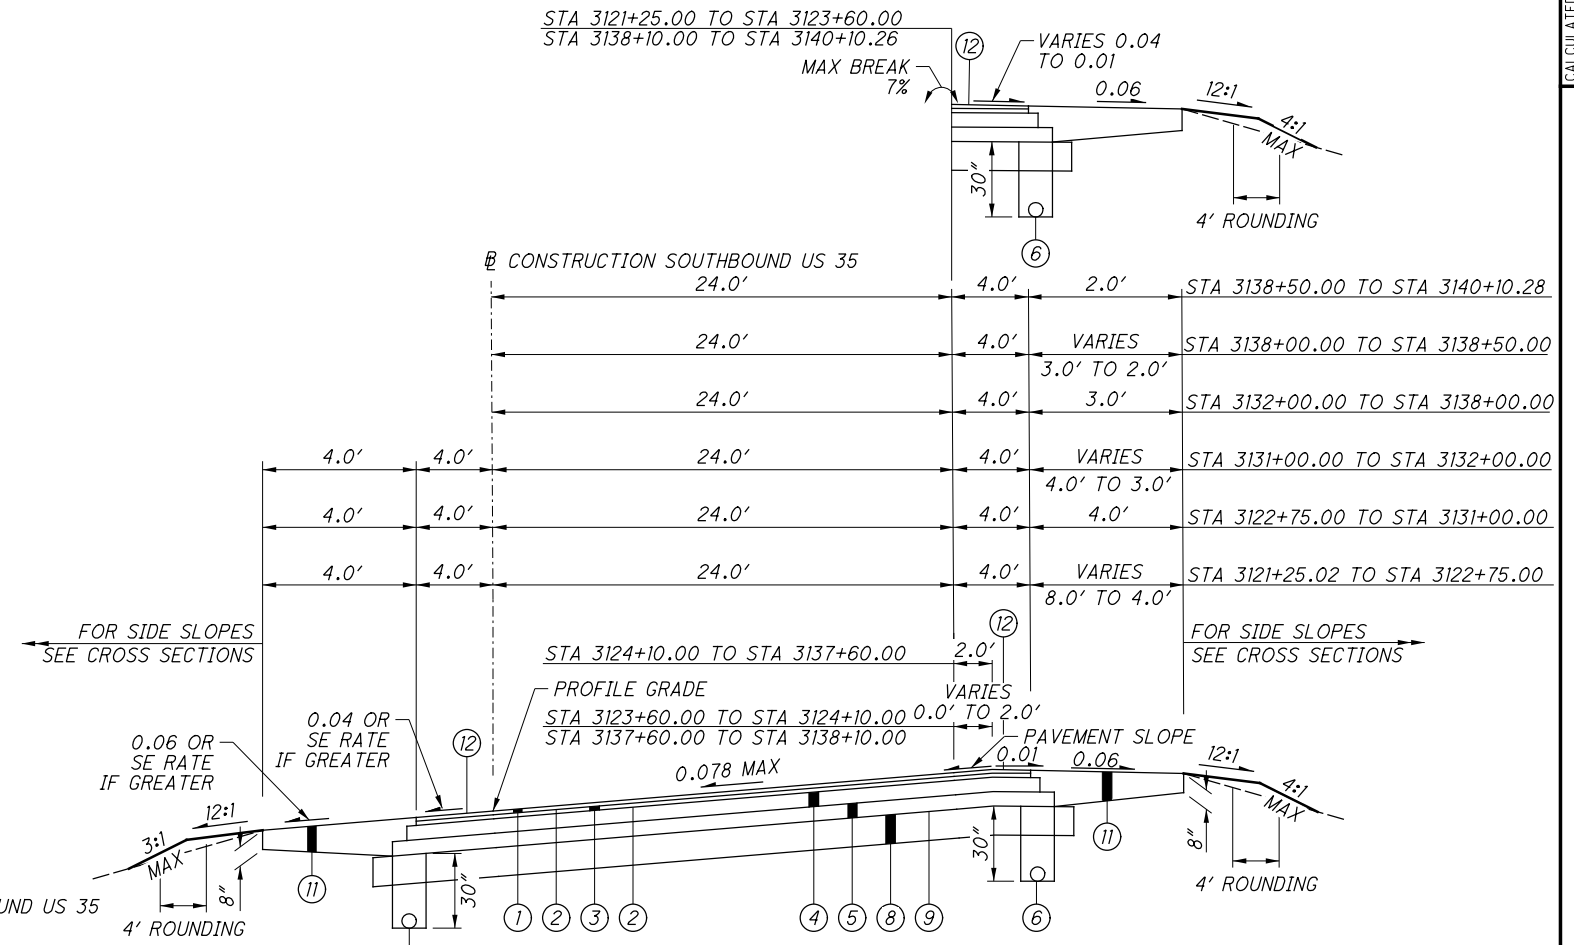 STA 3121+25.00 TO STA 3123+60.00
STA 3138+10.00 TO STA 3140+10.26
12
VARIES 0.04
TO 0.01
CALCULATED
MAX BREAK
7%
0.06
12:1
4:1
MAX
30"
4' ROUNDING
6
℄ CONSTRUCTION SOUTHBOUND US 35
24.0' 4.0' 2.0' STA 3138+50.00 TO STA 3140+10.28
24.0' 4.0' VARIES STA 3138+00.00 TO STA 3138+50.00
3.0' TO 2.0'
24.0' 4.0' 3.0' STA 3132+00.00 TO STA 3138+00.00
4.0' 4.0' 24.0' 4.0' VARIES STA 3131+00.00 TO STA 3132+00.00
4.0' TO 3.0'
4.0' 4.0' 24.0' 4.0' 4.0' STA 3122+75.00 TO STA 3131+00.00
4.0' 4.0' 24.0' 4.0' VARIES STA 3121+25.02 TO STA 3122+75.00
8.0' TO 4.0'
FOR SIDE SLOPES
SEE CROSS SECTIONS
12
FOR SIDE SLOPES
SEE CROSS SECTIONS
STA 3124+10.00 TO STA 3137+60.00 2.0'
PROFILE GRADE
VARIES
0.0' TO 2.0'
STA 3123+60.00 TO STA 3124+10.00
STA 3137+60.00 TO STA 3138+10.00
0.04 OR
SE RATE
IF GREATER
12
0.06 OR
SE RATE
IF GREATER
PAVEMENT SLOPE
0.078 MAX
0.01
0.06
12:1
4:1
MAX
12:1
3:1
MAX
8"
4' ROUNDING
11
30"
1
2
3
2
4
5
8
9
30"
6
11
8"
4' ROUNDING
UND US 35